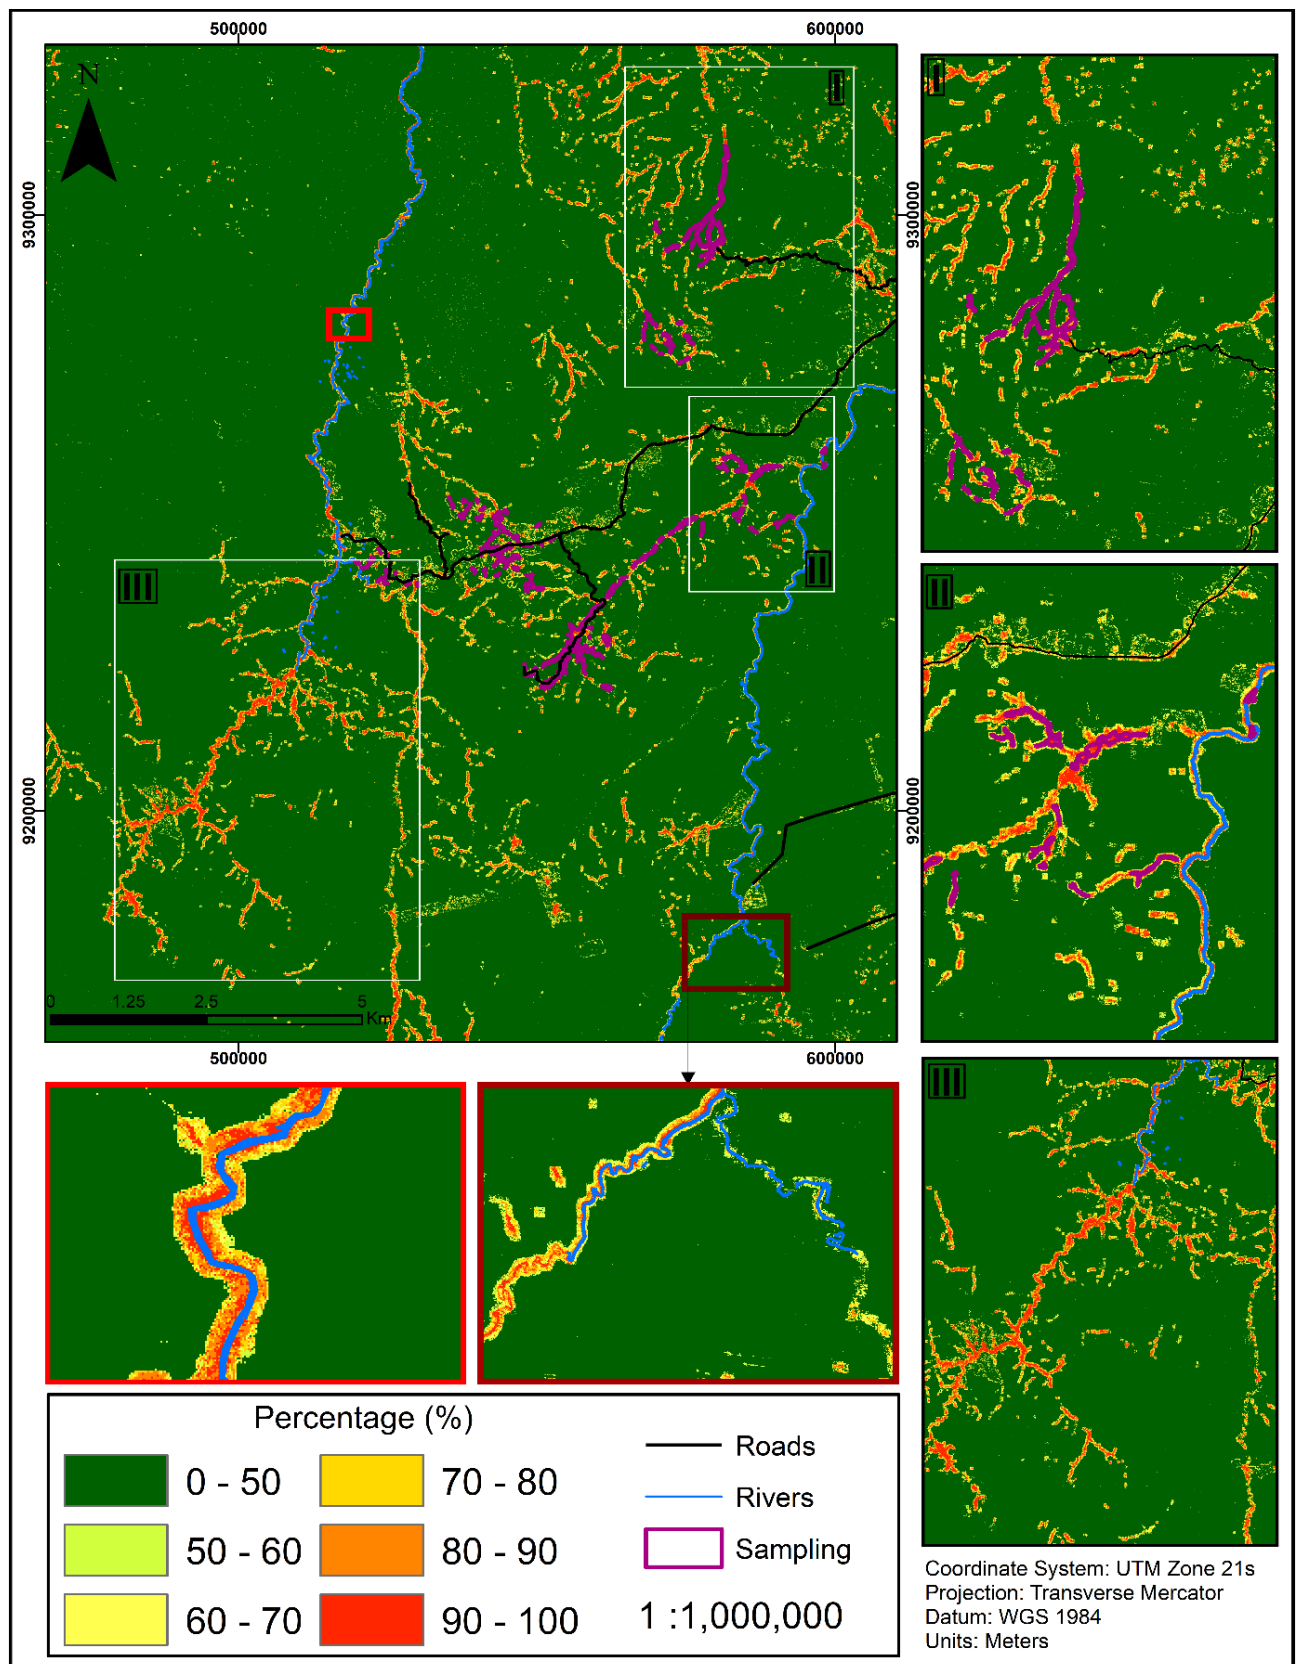 500000 600000
N
I
I
9300000
9300000
II
III
II
9200000
9200000
0 1.25 2.5 5
Km
500000 600000
III
Percentage (%)
0 - 50
50 - 60
60 - 70
70 - 80
80 - 90
90 - 100
Roads
Rivers
Sampling
1 :1,000,000
Coordinate System: UTM Zone 21s
Projection: Transverse Mercator
Datum: WGS 1984
Units: Meters